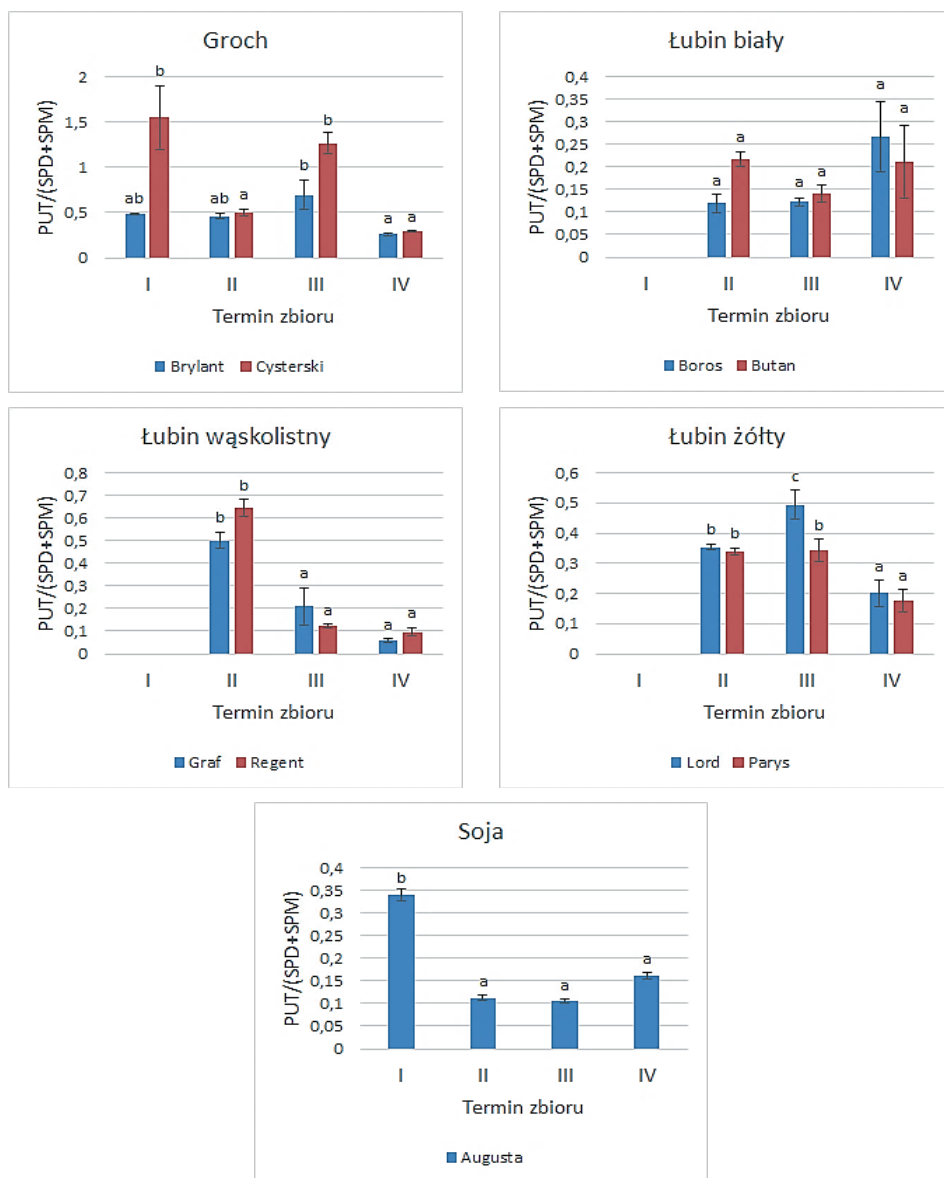 Groch
PUT/(SPD+SPM)
2
1,5
1
0,5
0
ab
b
ab
a
b
b
a
a
I
II
III
IV
Termin zbioru
Brylant
Cysterski
Łubin biały
PUT/(SPD+SPM)
0,4
0,35
0,3
0,25
0,2
0,15
0,1
0,05
0
a
a
a
a
a
a
I
II
III
IV
Termin zbioru
Boros
Butan
Łubin wąskolistny
PUT/(SPD+SPM)
0,8
0,7
0,6
0,5
0,4
0,3
0,2
0,1
0
b
b
a
a
a
a
I
II
III
IV
Termin zbioru
Graf
Regent
Łubin żółty
PUT/(SPD+SPM)
0,6
0,5
0,4
0,3
0,2
0,1
0
b
b
c
b
a
a
I
II
III
IV
Termin zbioru
Lord
Parys
Soja
PUT/(SPD+SPM)
0,4
0,35
0,3
0,25
0,2
0,15
0,1
0,05
0
b
a
a
a
I
II
III
IV
Termin zbioru
Augusta